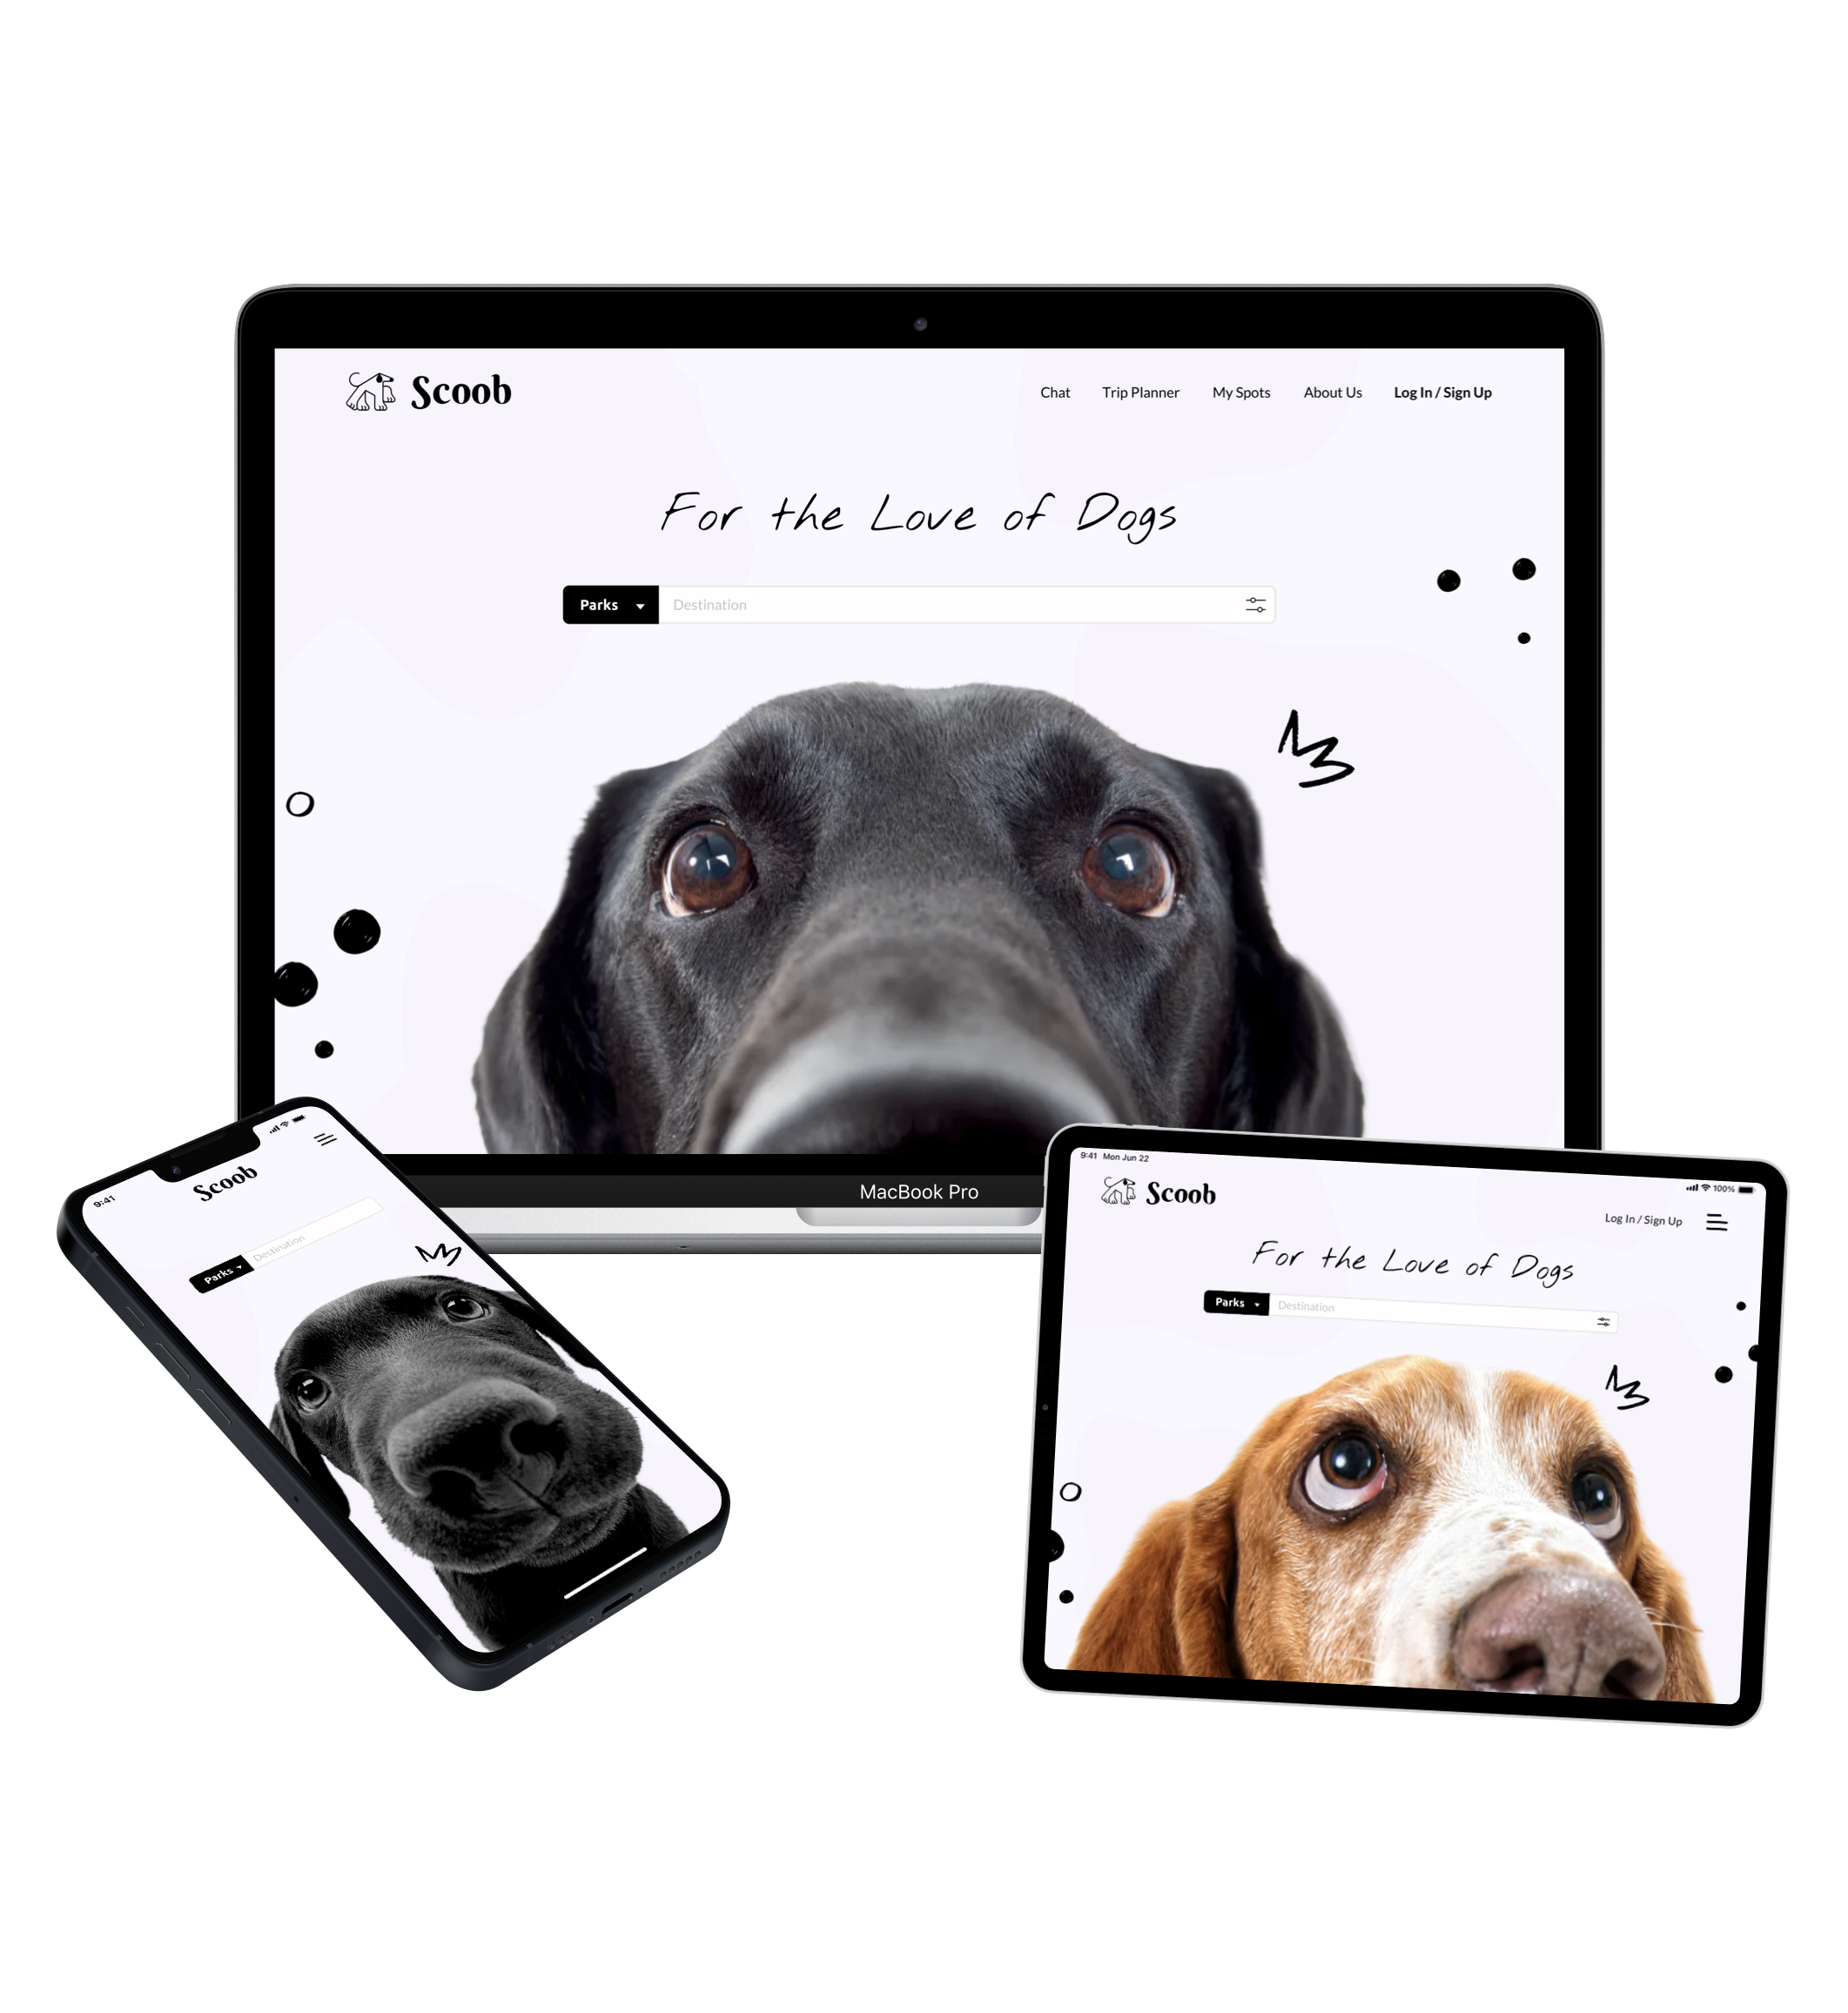 Scoob
Chat Trip Planner My Spots About Us Log In / Sign Up
For the Love of Dogs
Parks Destination
MacBook Pro
9:41
Scoob
Parks Destination
9:41 Mon Jun 22
100%
Scoob
Log In / Sign Up
For the Love of Dogs
Parks Destination